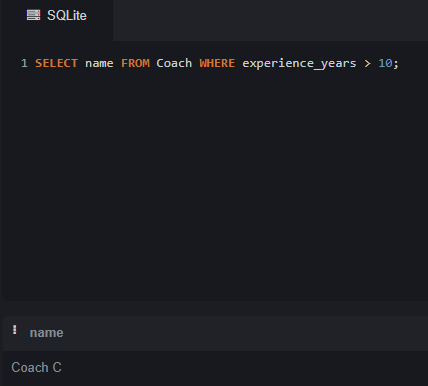 SQLite
1 SELECT name FROM Coach WHERE experience_years > 10;
name
Coach C